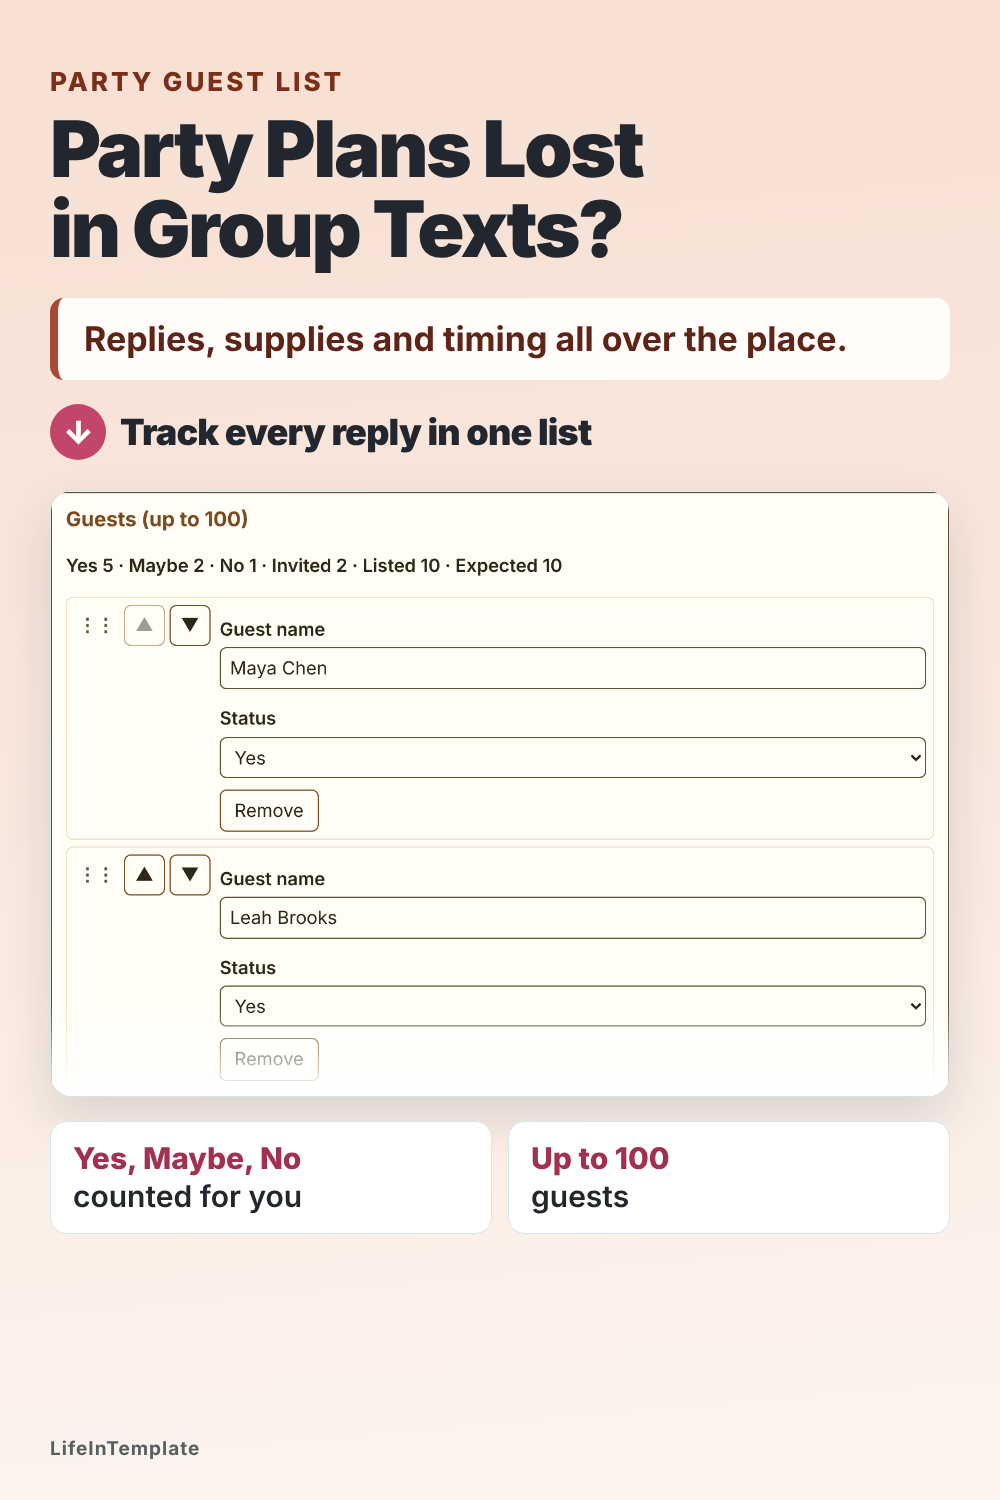 PARTY GUEST LIST
Party Plans Lost
in Group Texts?
Replies, supplies and timing all over the place.
Track every reply in one list
Guests (up to 100)
Yes 5 · Maybe 2 · No 1 · Invited 2 · Listed 10 · Expected 10
Guest name
Maya Chen
Status
Yes
Remove
Guest name
Leah Brooks
Status
Yes
Remove
Yes, Maybe, No
counted for you
Up to 100
guests
LifeInTemplate